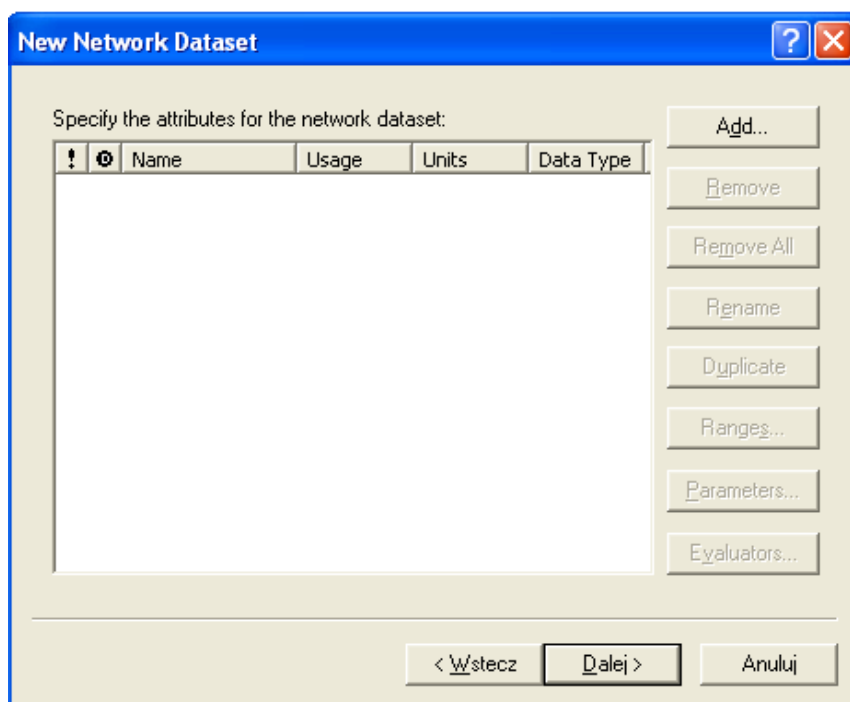 New Network Dataset
Specify the attributes for the network dataset:
! Name Usage Units Data Type
Add...
Remove
Remove All
Rename
Duplicate
Ranges...
Parameters...
Evaluators...
< Wstecz Dalej > Anuluj